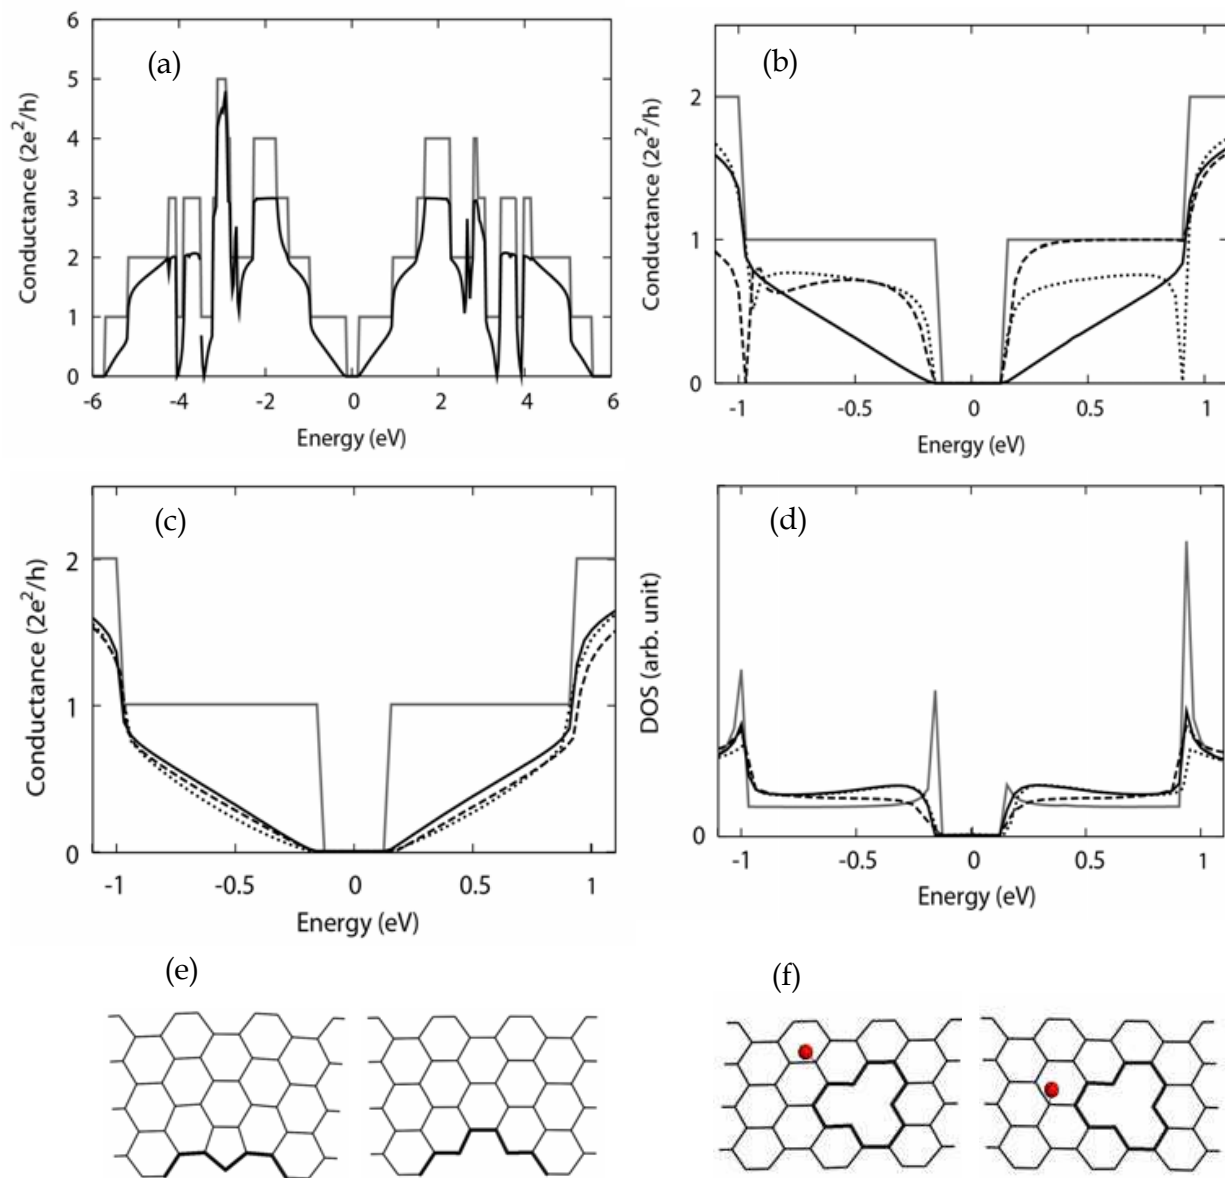 (a)
Conductance (2e²/h)
6
5
4
3
2
1
0
-6 -4 -2 0 2 4 6
Energy (eV)
(b)
Conductance (2e²/h)
2
1
0
-1 -0.5 0 0.5 1
Energy (eV)
(c)
Conductance (2e²/h)
2
1
0
-1 -0.5 0 0.5 1
Energy (eV)
(d)
DOS (arb. unit)
0
-1 -0.5 0 0.5 1
Energy (eV)
(e)
(f)